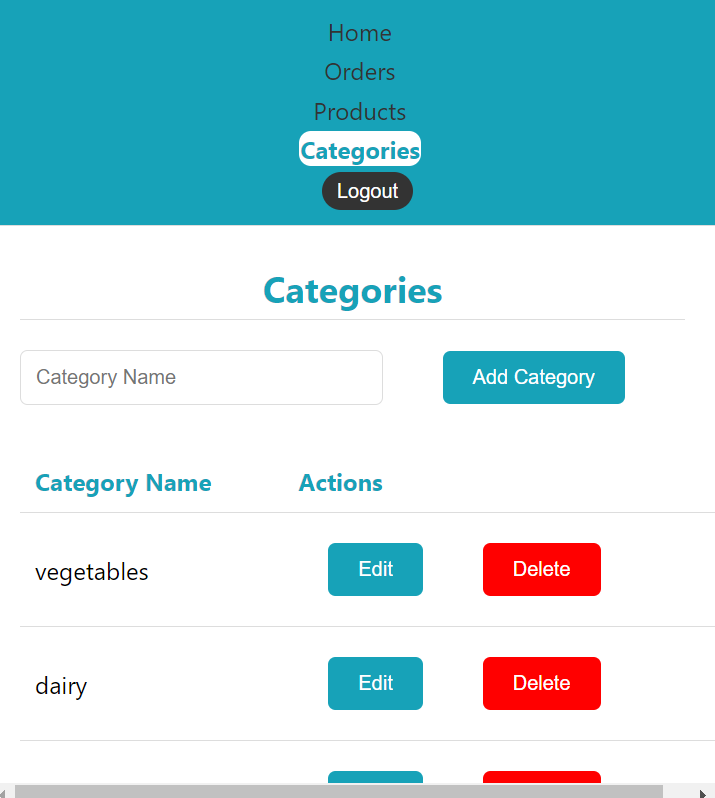 Home
Orders
Products
Categories
Logout
Categories
Category Name
Add Category
Category Name Actions
vegetables Edit Delete
dairy Edit Delete